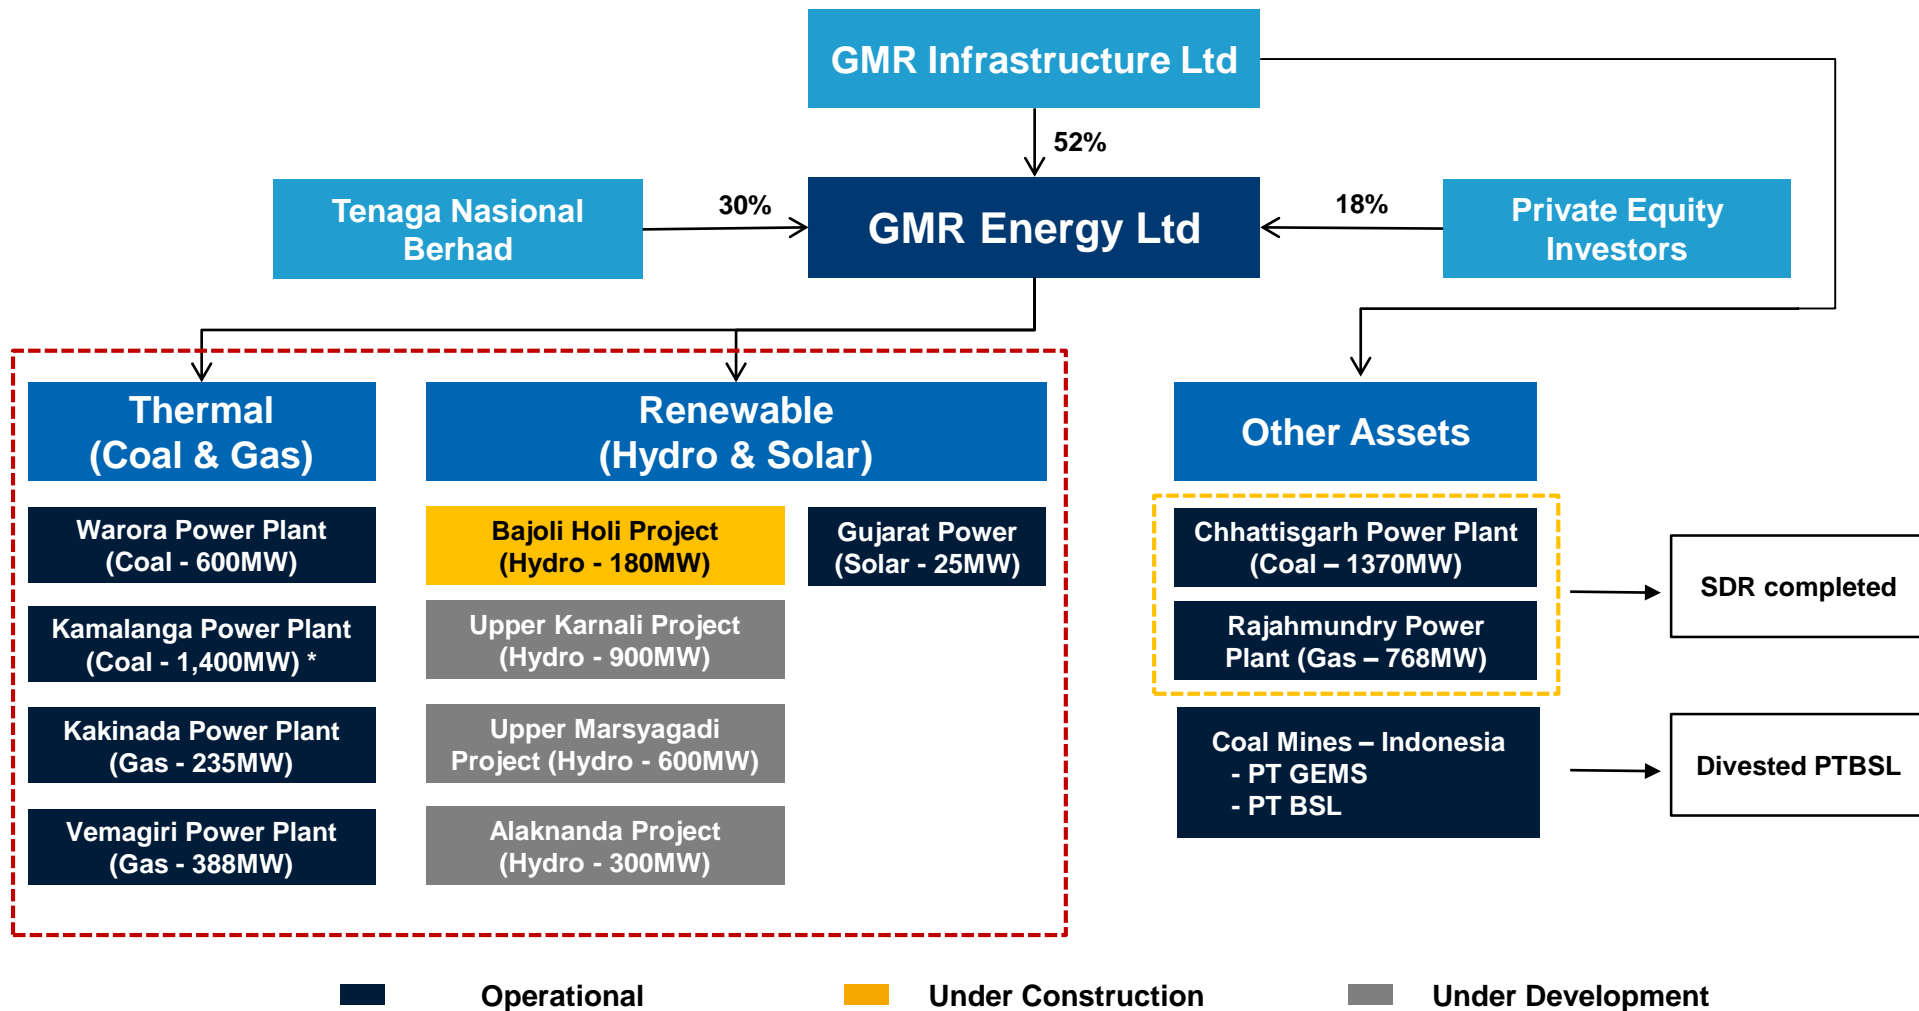 GMR Infrastructure Ltd
52%
Tenaga Nasional
Berhad
30%
GMR Energy Ltd
18%
Private Equity
Investors
Thermal
(Coal & Gas)
Renewable
(Hydro & Solar)
Other Assets
Warora Power Plant
(Coal - 600MW)
Kamalanga Power Plant
(Coal - 1,400MW) *
Kakinada Power Plant
(Gas - 235MW)
Vemagiri Power Plant
(Gas - 388MW)
Bajoli Holi Project
(Hydro - 180MW)
Upper Karnali Project
(Hydro - 900MW)
Upper Marsyagadi
Project (Hydro - 600MW)
Alaknanda Project
(Hydro - 300MW)
Gujarat Power
(Solar - 25MW)
Chhattisgarh Power Plant
(Coal – 1370MW)
Rajahmundry Power
Plant (Gas – 768MW)
SDR completed
Coal Mines – Indonesia
- PT GEMS
- PT BSL
Divested PTBSL
Operational
Under Construction
Under Development